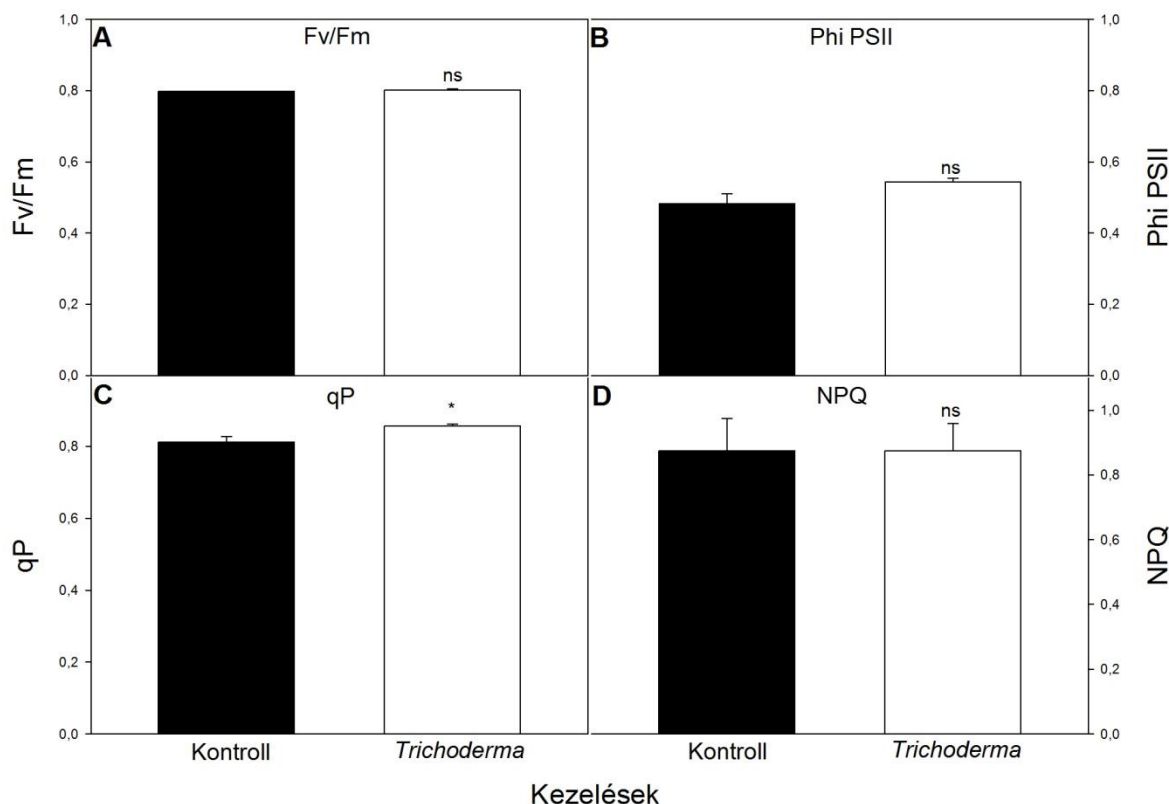 A
Fv/Fm
ns
1,0
0,8
0,6
0,4
0,2
0,0
Fv/Fm
B
Phi PSII
ns
1,0
0,8
0,6
0,4
0,2
0,0
Phi PSII
C
qP
*
0,8
0,6
0,4
0,2
0,0
qP
Kontroll
Trichoderma
D
NPQ
ns
1,0
0,8
0,6
0,4
0,2
0,0
NPQ
Kontroll
Trichoderma
Kezelések